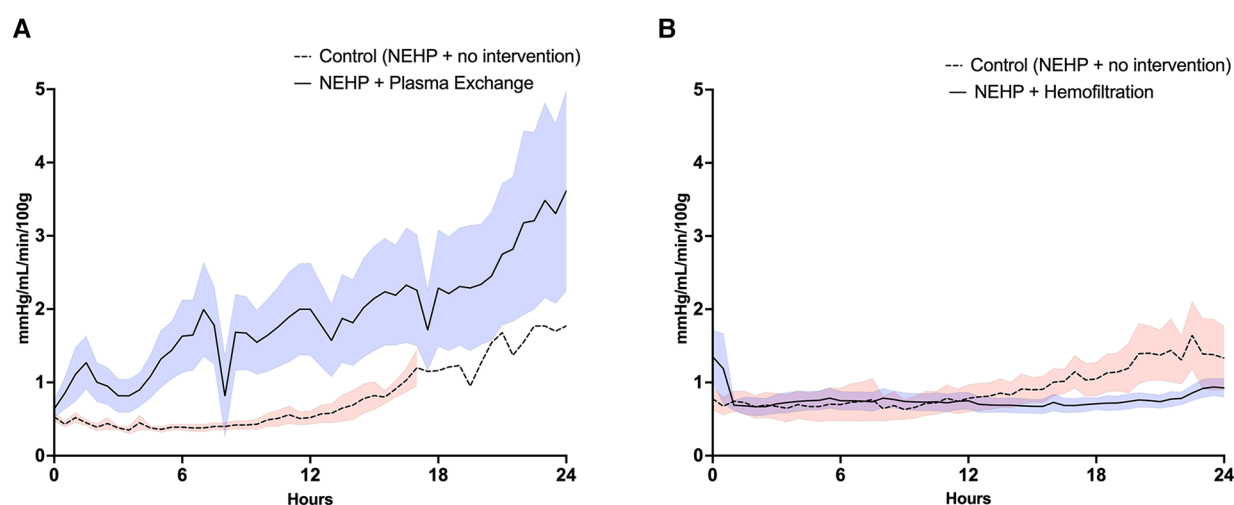 A
Control (NEHP + no intervention)
NEHP + Plasma Exchange
5
4
3
2
1
0
mmHg/mL/min/100g
0 6 12 18 24
Hours
B
Control (NEHP + no intervention)
NEHP + Hemofiltration
5
4
3
2
1
0
mmHg/mL/min/100g
0 6 12 18 24
Hours